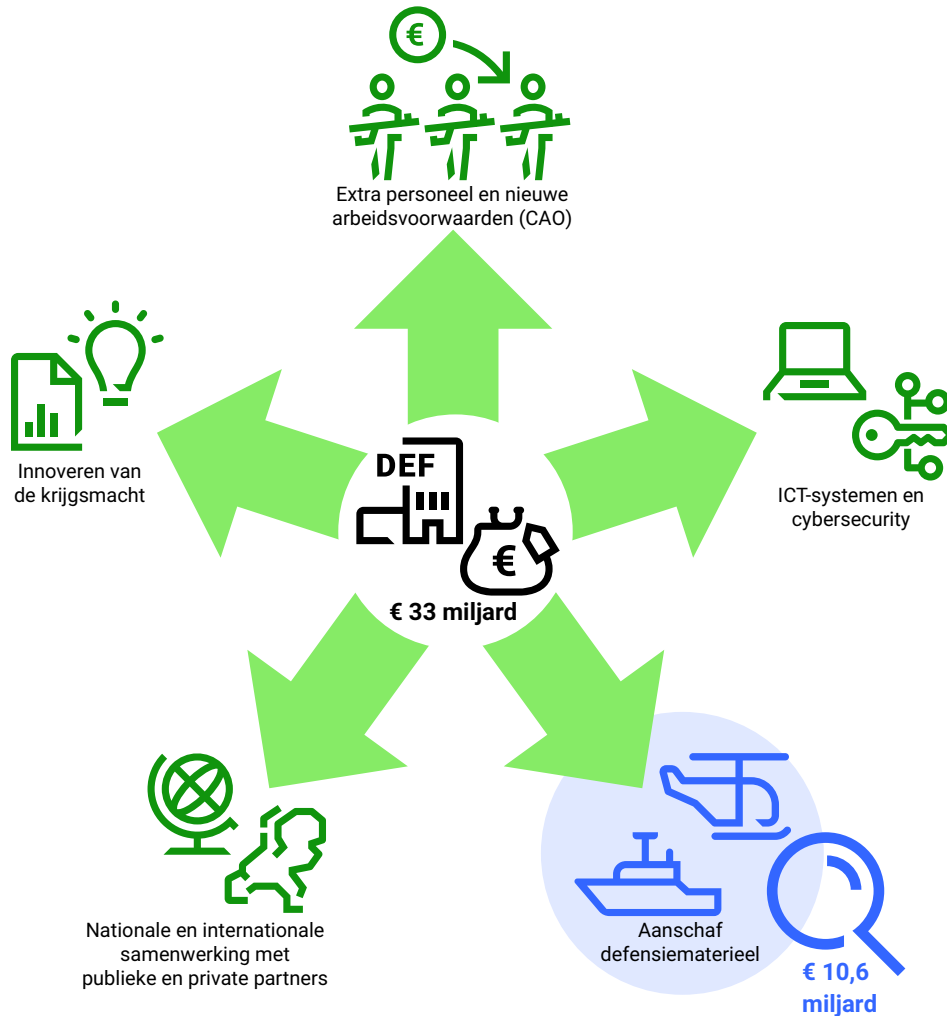 €
Extra personeel en nieuwe
arbeidsvoorwaarden (CAO)
Innoveren van
de krijgsmacht
DEF
€
€ 33 miljard
ICT-systemen en
cybersecurity
Nationale en internationale
samenwerking met
publieke en private partners
Aanschaf
defensiematerieel
€ 10,6
miljard